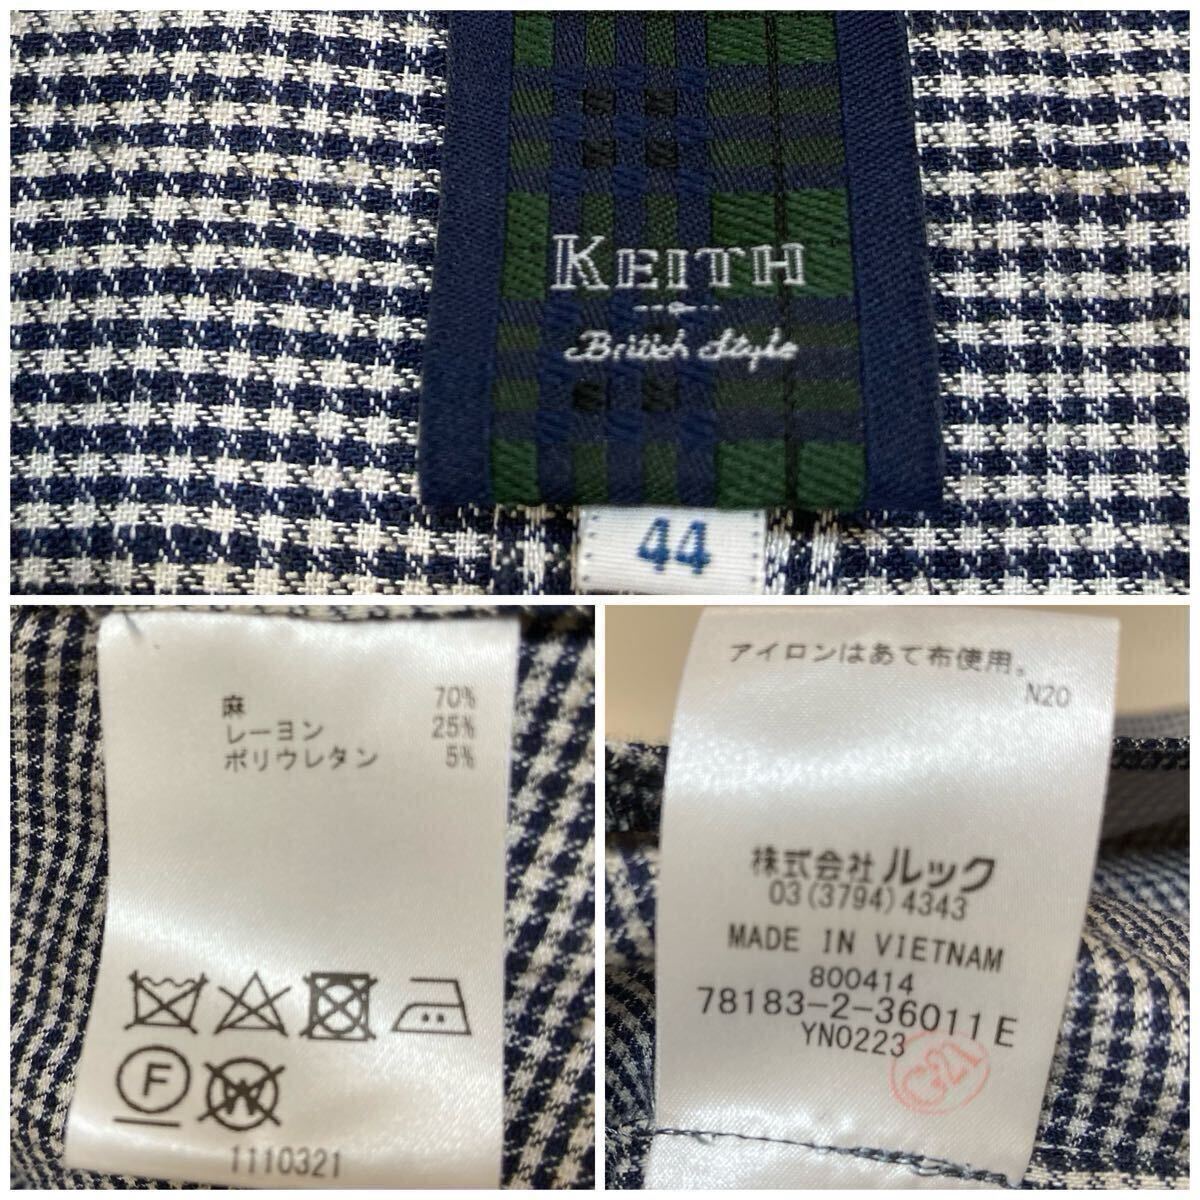 KEITH
British Style
44
麻 70%
レーヨン 25%
ポリウレタン 5%
F
W
1110321
アイロンはあて布使用。
N20
株式会社 ルック
03(3794)4343
MADE IN VIETNAM
800414
78183-2-36011 E
YN0223